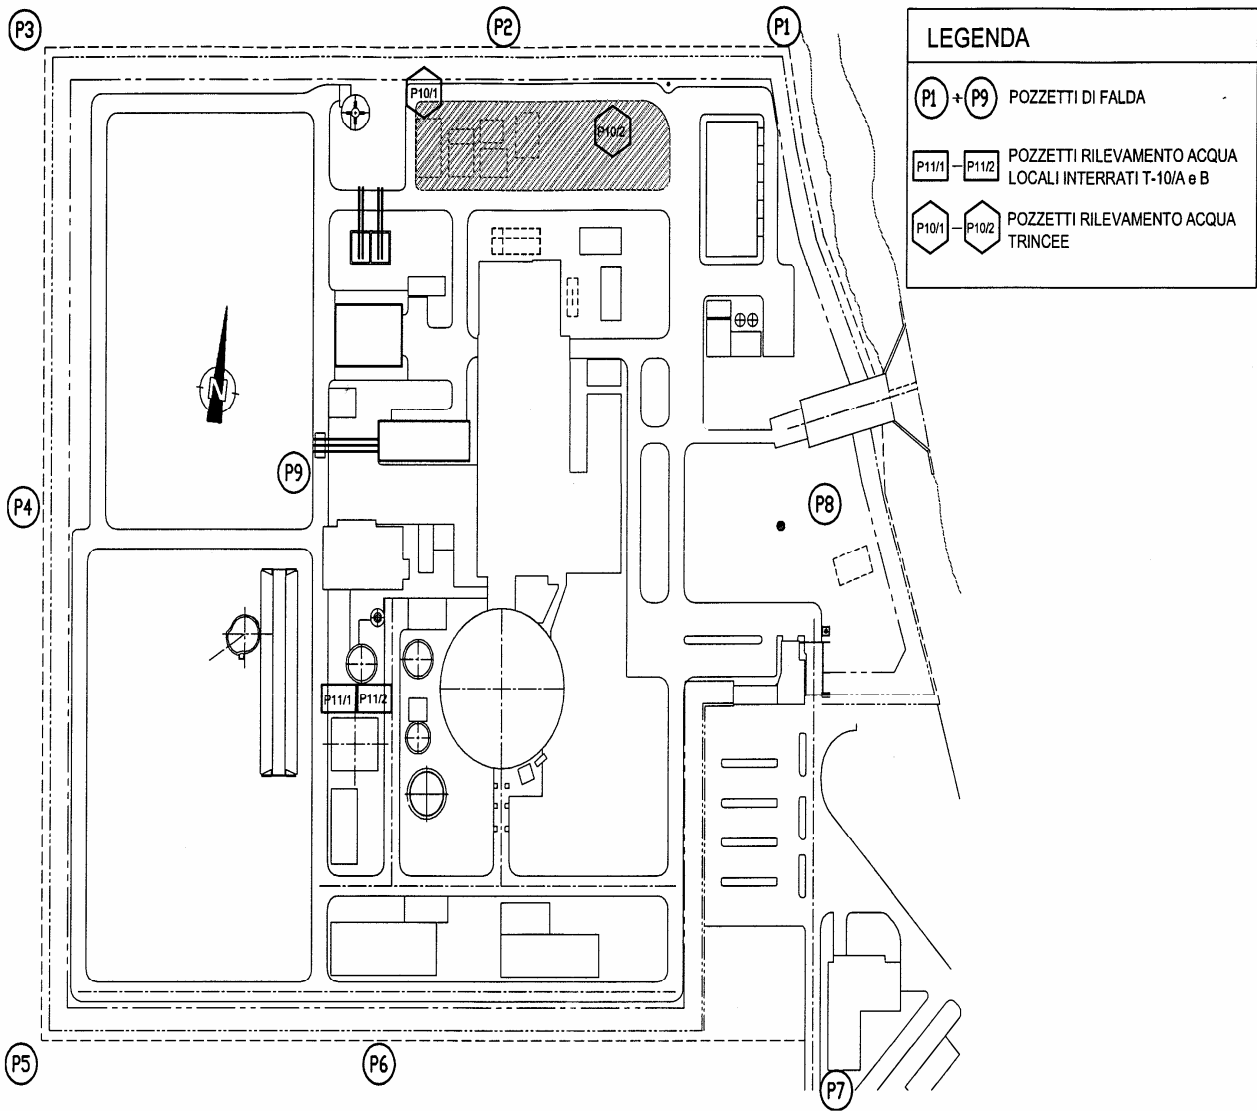 P3
P2
P1
LEGENDA
P1 ÷ P9 POZZETTI DI FALDA
P11/1 – P11/2 POZZETTI RILEVAMENTO ACQUA
LOCALI INTERRATI T-10/A e B
P10/1 – P10/2 POZZETTI RILEVAMENTO ACQUA
TRINCEE
P10/1
P10/2
N
P9
P4
P8
P11/1 P11/2
P5
P6
P7